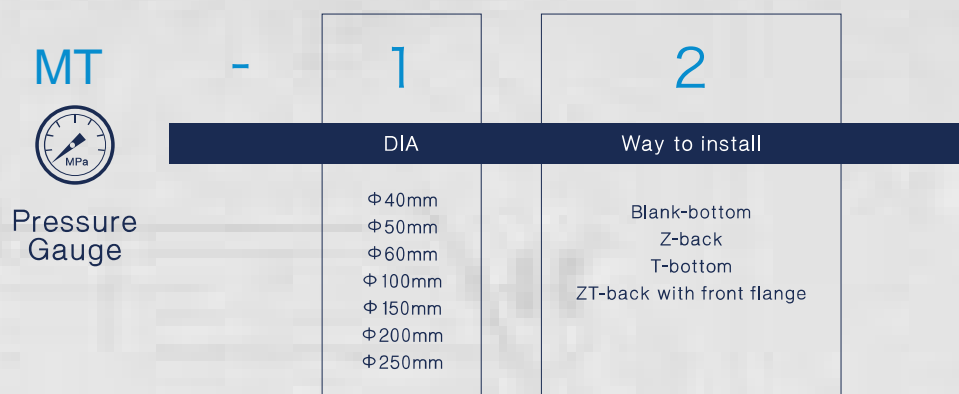 MT - 1 2
MPa
DIA Way to install
Pressure
Gauge
Φ40mm
Φ50mm
Φ60mm
Φ100mm
Φ150mm
Φ200mm
Φ250mm
Blank-bottom
Z-back
T-bottom
ZT-back with front flange